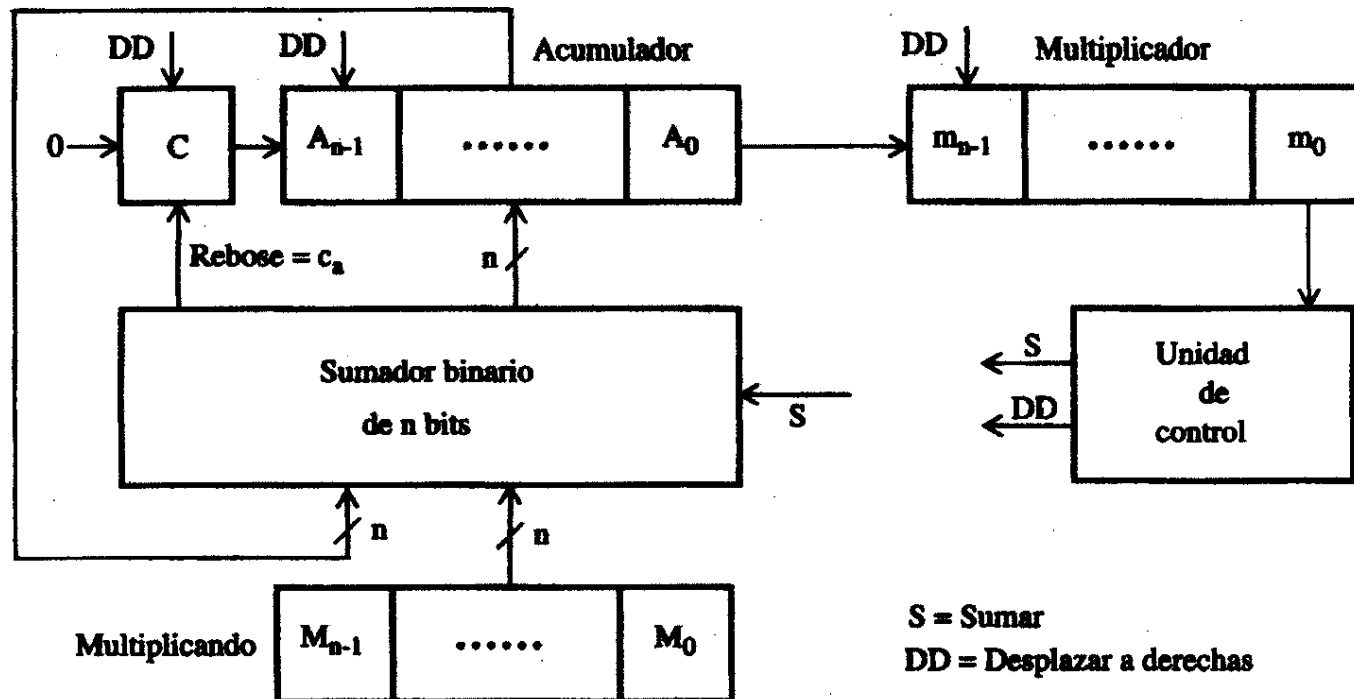 DD DD Acumulador DD Multiplicador
0 C A_{n-1} ...... A_0 m_{n-1} ...... m_0
Rebose = c_a n
Sumador binario
de n bits
S
S
DD
Unidad
de
control
n n
Multiplicando M_{n-1} ...... M_0
S = Sumar
DD = Desplazar a derechas